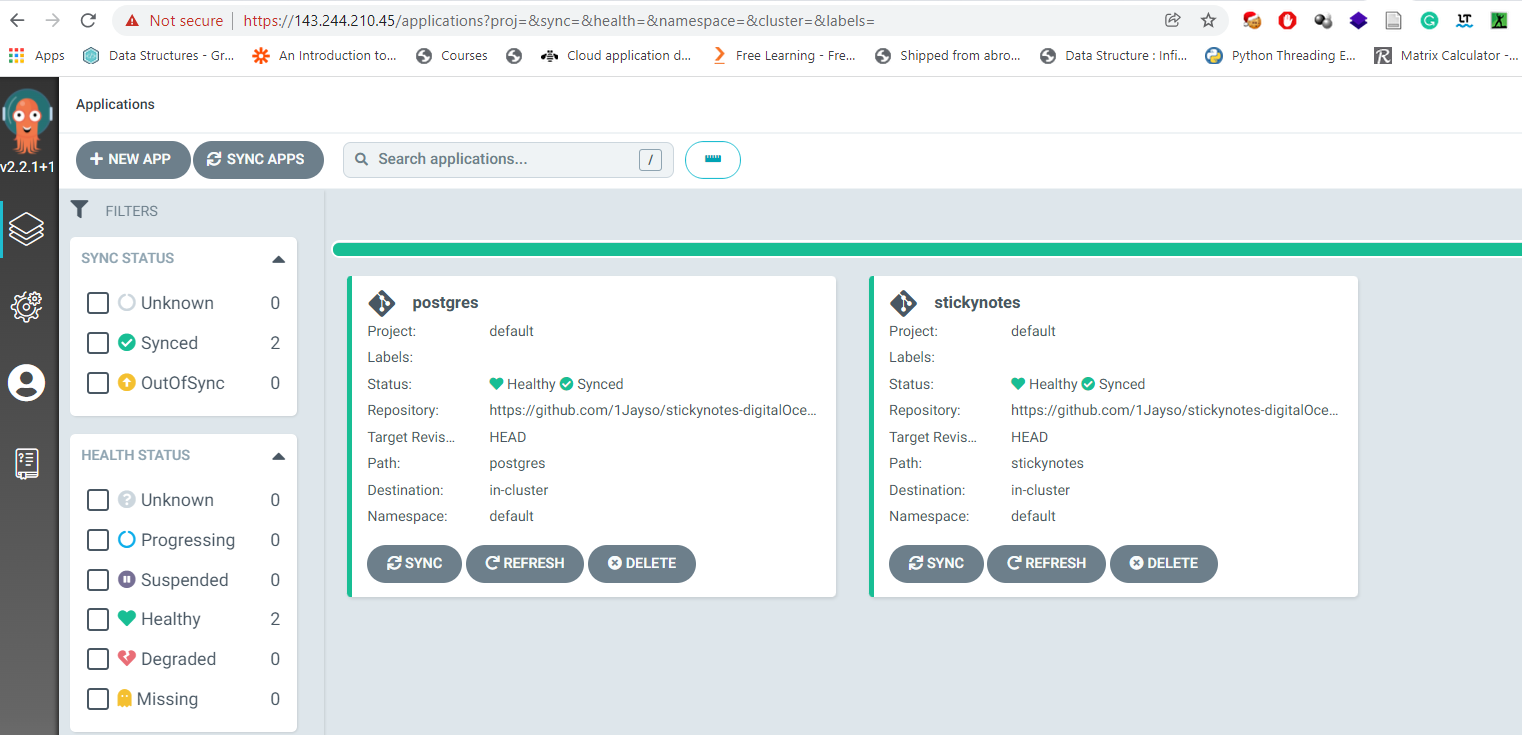 Not secure https://143.244.210.45/applications?proj=&sync=&health=&namespace=&cluster=&labels=
Apps Data Structures - Gr... An Introduction to... Courses Cloud application d... Free Learning - Fre... Shipped from abro... Data Structure : Infi... Python Threading E... R Matrix Calculator -...
v2.2.1+1
Applications
NEW APP SYNC APPS Search applications... /
FILTERS
SYNC STATUS
Unknown 0
Synced 2
OutOfSync 0
HEALTH STATUS
Unknown 0
Progressing 0
Suspended 0
Healthy 2
Degraded 0
Missing 0
postgres
Project: default
Labels:
Status: Healthy Synced
Repository: https://github.com/1Jayso/stickynotes-digitalOce...
Target Revis... HEAD
Path: postgres
Destination: in-cluster
Namespace: default
SYNC REFRESH DELETE
stickynotes
Project: default
Labels:
Status: Healthy Synced
Repository: https://github.com/1Jayso/stickynotes-digitalOce...
Target Revis... HEAD
Path: stickynotes
Destination: in-cluster
Namespace: default
SYNC REFRESH DELETE